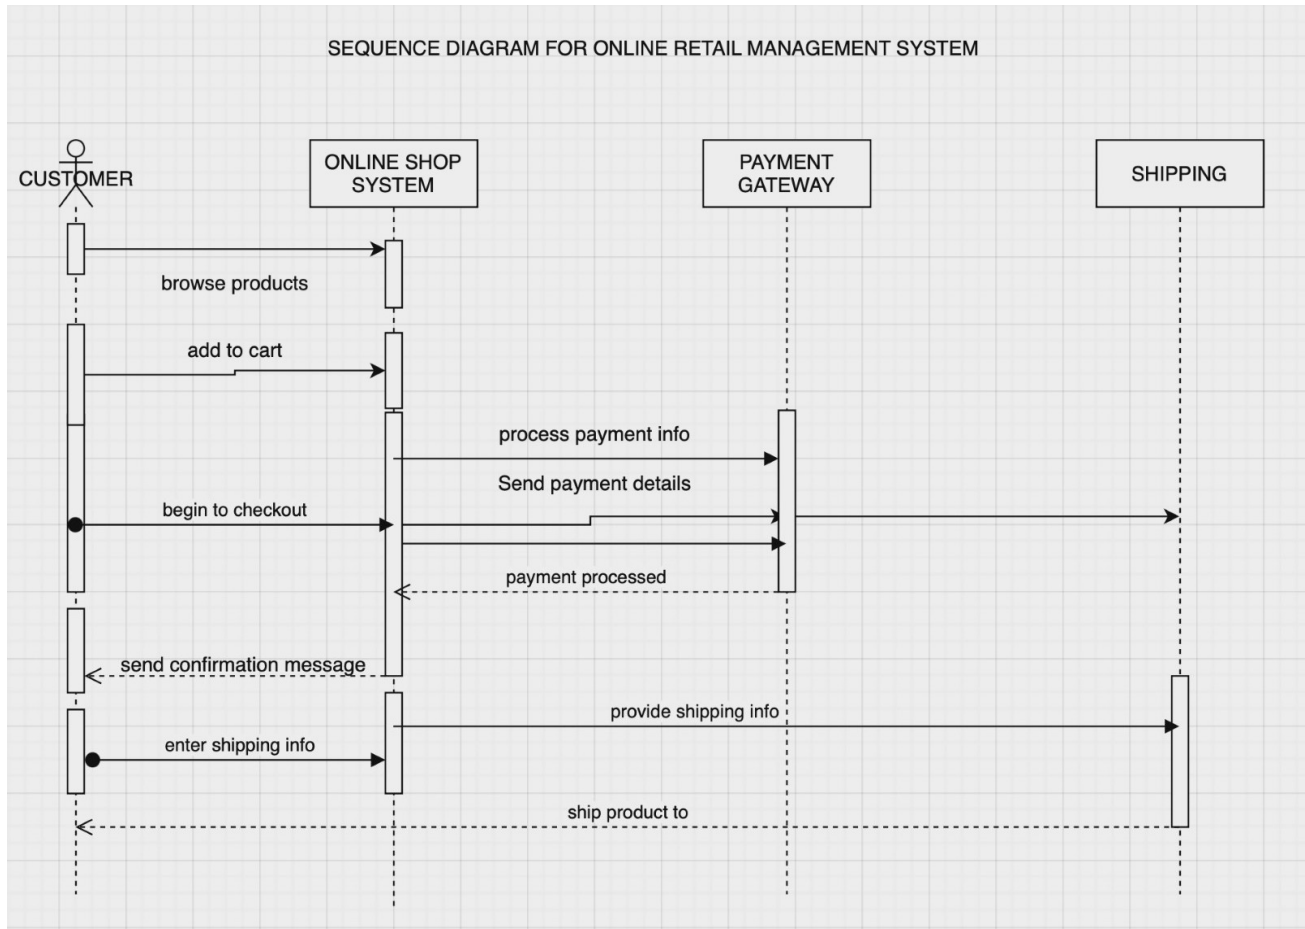 SEQUENCE DIAGRAM FOR ONLINE RETAIL MANAGEMENT SYSTEM
CUSTOMER
ONLINE SHOP
SYSTEM
PAYMENT
GATEWAY
SHIPPING
browse products
add to cart
process payment info
Send payment details
begin to checkout
payment processed
send confirmation message
provide shipping info
enter shipping info
ship product to